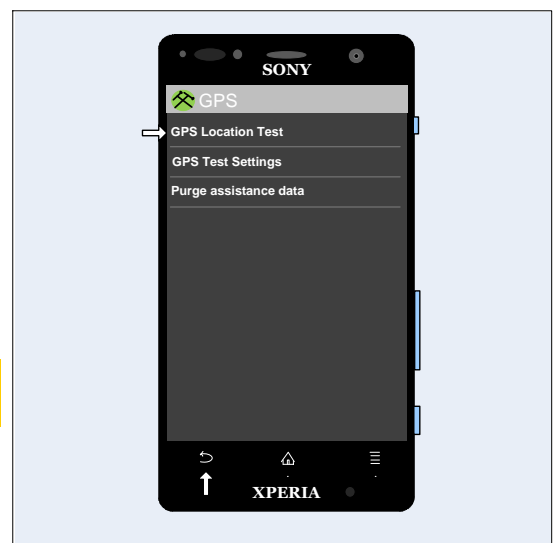 SONY
GPS
GPS Location Test
GPS Test Settings
Purge assistance data
XPERIA